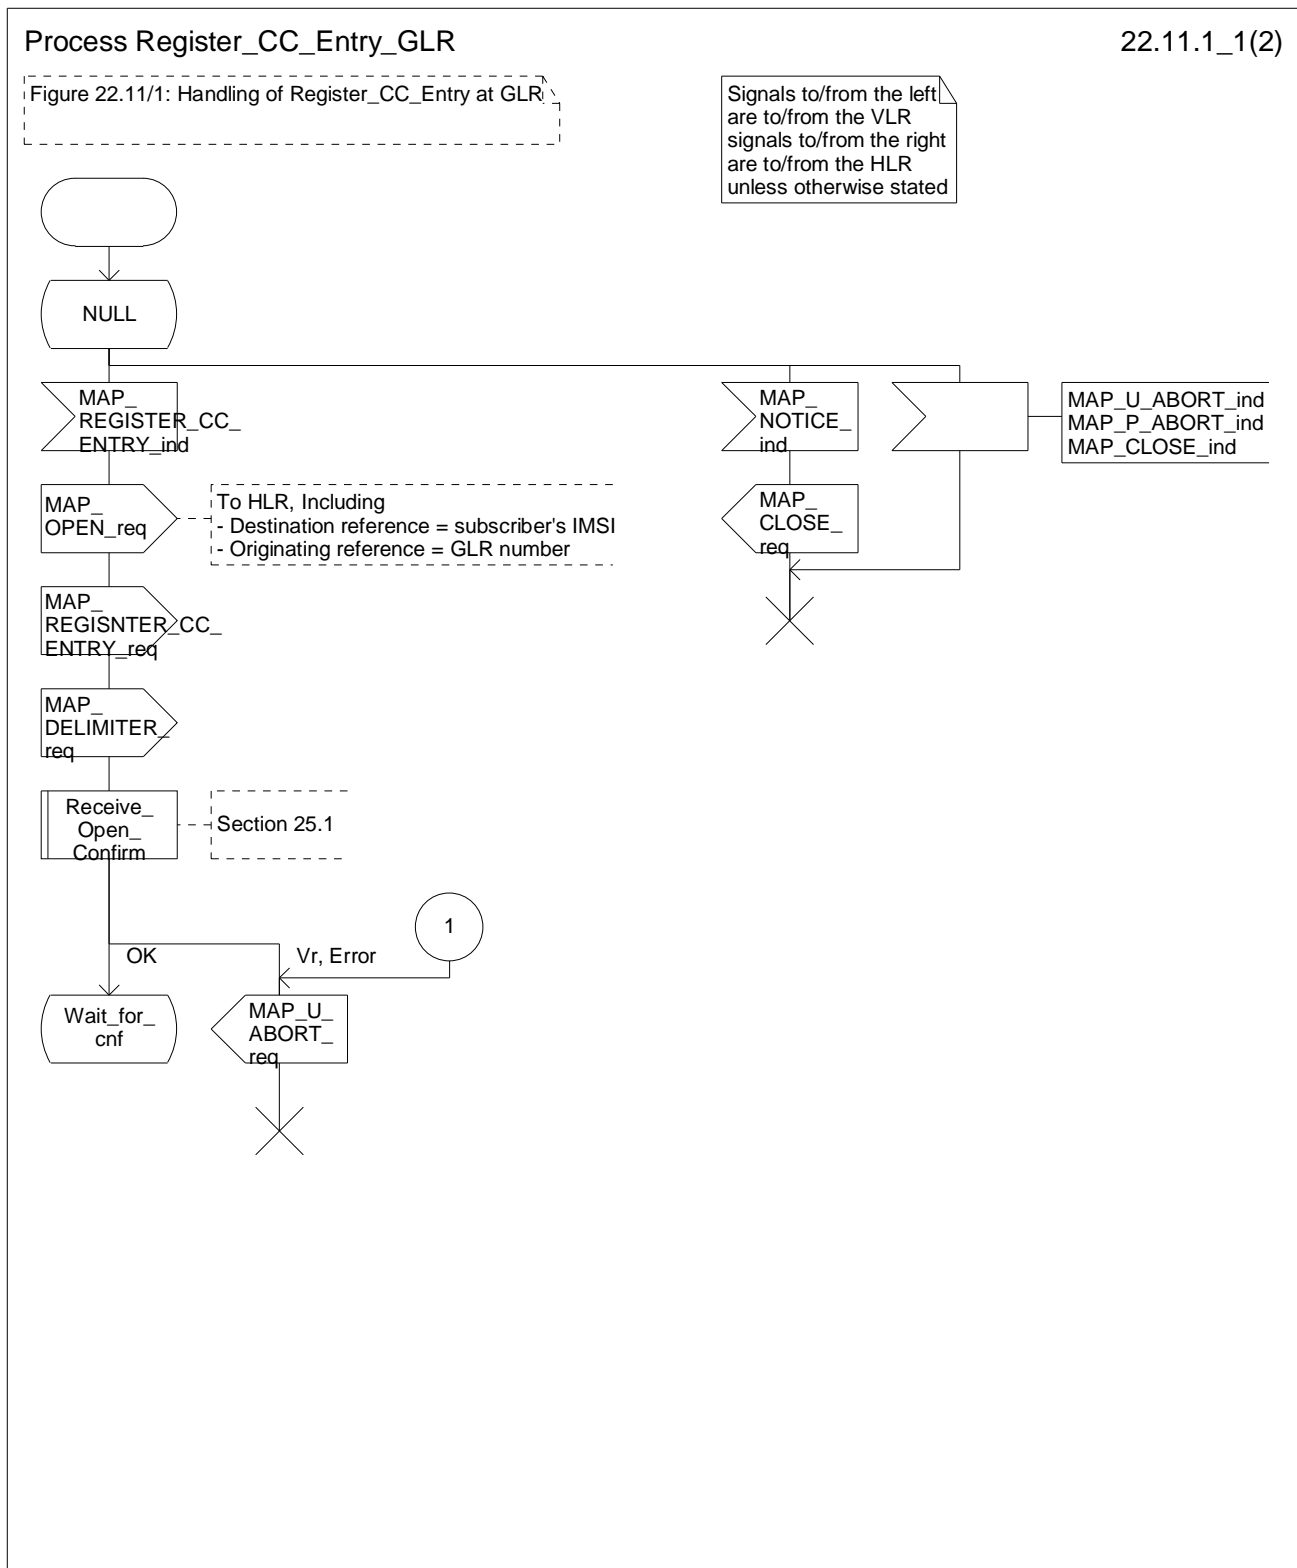 Process Register_CC_Entry_GLR
22.11.1_1(2)
Figure 22.11/1: Handling of Register_CC_Entry at GLR
Signals to/from the left
are to/from the VLR
signals to/from the right
are to/from the HLR
unless otherwise stated
NULL
MAP_
REGISTER_CC_
ENTRY_ind
MAP_
NOTICE_
ind
MAP_U_ABORT_ind
MAP_P_ABORT_ind
MAP_CLOSE_ind
MAP_
OPEN_req
To HLR, Including
- Destination reference = subscriber's IMSI
- Originating reference = GLR number
MAP_
CLOSE_
req
MAP_
REGISNTER_CC_
ENTRY_req
MAP_
DELIMITER_
req
Receive_
Open_
Confirm
Section 25.1
1
OK
Vr, Error
Wait_for_
cnf
MAP_U_
ABORT_
req